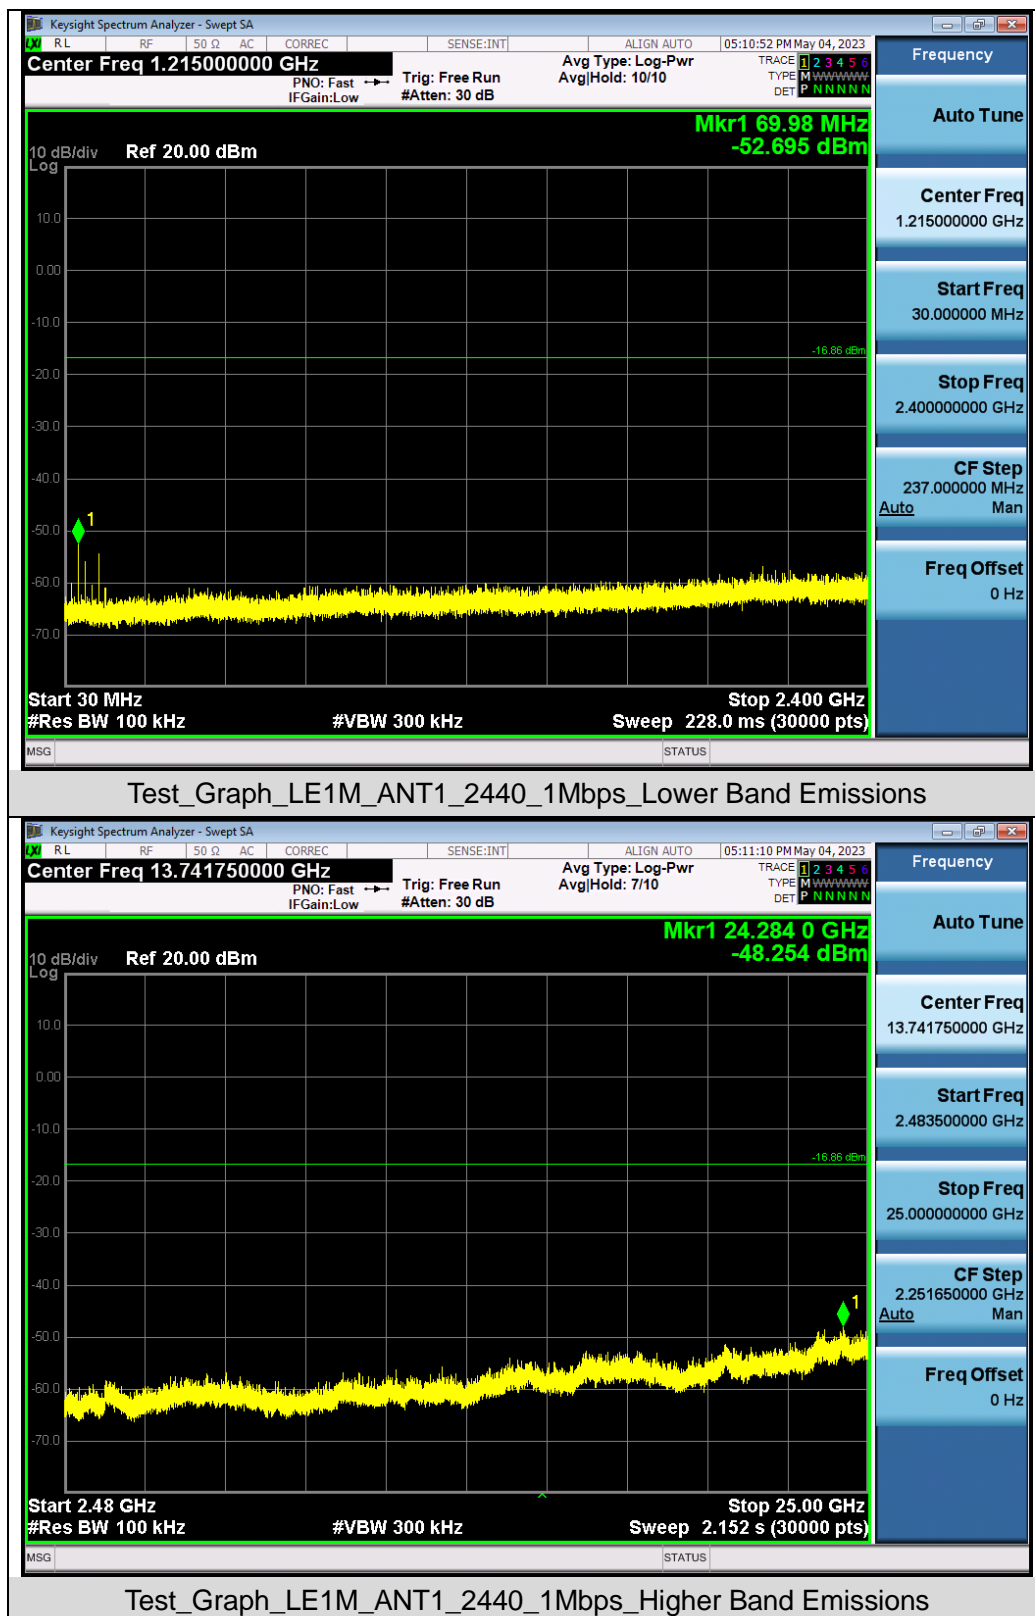 Keysight Spectrum Analyzer - Swept SA
LXI RL RF 50 Ω AC CORREC SENSE:INT ALIGN AUTO 05:10:52 PM May 04, 2023
Center Freq 1.215000000 GHz
PNO: Fast
IFGain:Low
Trig: Free Run
#Atten: 30 dB
Avg Type: Log-Pwr
Avg|Hold: 10/10
TRACE 1 2 3 4 5 6
TYPE M WWWWW
DET P N N N N N
Mkr1 69.98 MHz
-52.695 dBm
10 dB/div Ref 20.00 dBm
Log
10.0
0.00
-10.0
-16.86 dBm
-20.0
-30.0
-40.0
-50.0
1
-60.0
-70.0
Start 30 MHz Stop 2.400 GHz
#Res BW 100 kHz #VBW 300 kHz Sweep 228.0 ms (30000 pts)
MSG STATUS
Frequency
Auto Tune
Center Freq
1.215000000 GHz
Start Freq
30.000000 MHz
Stop Freq
2.400000000 GHz
CF Step
237.000000 MHz
Auto Man
Freq Offset
0 Hz
Test_Graph_LE1M_ANT1_2440_1Mbps_Lower Band Emissions
Keysight Spectrum Analyzer - Swept SA
LXI RL RF 50 Ω AC CORREC SENSE:INT ALIGN AUTO 05:11:10 PM May 04, 2023
Center Freq 13.741750000 GHz
PNO: Fast
IFGain:Low
Trig: Free Run
#Atten: 30 dB
Avg Type: Log-Pwr
Avg|Hold: 7/10
TRACE 1 2 3 4 5 6
TYPE M WWWWW
DET P N N N N N
Mkr1 24.284 0 GHz
-48.254 dBm
10 dB/div Ref 20.00 dBm
Log
10.0
0.00
-10.0
-16.86 dBm
-20.0
-30.0
-40.0
1
-50.0
-60.0
-70.0
Start 2.48 GHz Stop 25.00 GHz
#Res BW 100 kHz #VBW 300 kHz Sweep 2.152 s (30000 pts)
MSG STATUS
Frequency
Auto Tune
Center Freq
13.741750000 GHz
Start Freq
2.483500000 GHz
Stop Freq
25.000000000 GHz
CF Step
2.251650000 GHz
Auto Man
Freq Offset
0 Hz
Test_Graph_LE1M_ANT1_2440_1Mbps_Higher Band Emissions